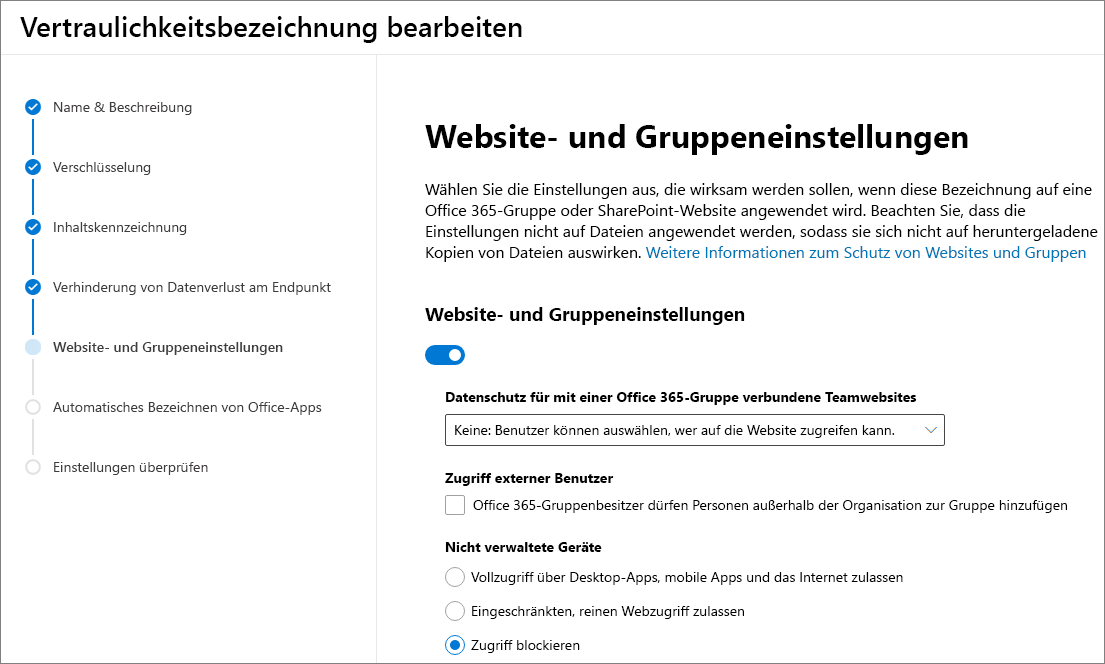 Vertraulichkeitsbezeichnung bearbeiten
Name & Beschreibung
Verschlüsselung
Inhaltskennzeichnung
Verhinderung von Datenverlust am Endpunkt
Website- und Gruppeneinstellungen
Automatisches Bezeichnen von Office-Apps
Einstellungen überprüfen
Website- und Gruppeneinstellungen
Wählen Sie die Einstellungen aus, die wirksam werden sollen, wenn diese Bezeichnung auf eine
Office 365-Gruppe oder SharePoint-Website angewendet wird. Beachten Sie, dass die
Einstellungen nicht auf Dateien angewendet werden, sodass sie sich nicht auf heruntergeladene
Kopien von Dateien auswirken. Weitere Informationen zum Schutz von Websites und Gruppen
Website- und Gruppeneinstellungen
Datenschutz für mit einer Office 365-Gruppe verbundene Teamwebsites
Keine: Benutzer können auswählen, wer auf die Website zugreifen kann.
Zugriff externer Benutzer
Office 365-Gruppenbesitzer dürfen Personen außerhalb der Organisation zur Gruppe hinzufügen
Nicht verwaltete Geräte
Vollzugriff über Desktop-Apps, mobile Apps und das Internet zulassen
Eingeschränkten, reinen Webzugriff zulassen
Zugriff blockieren